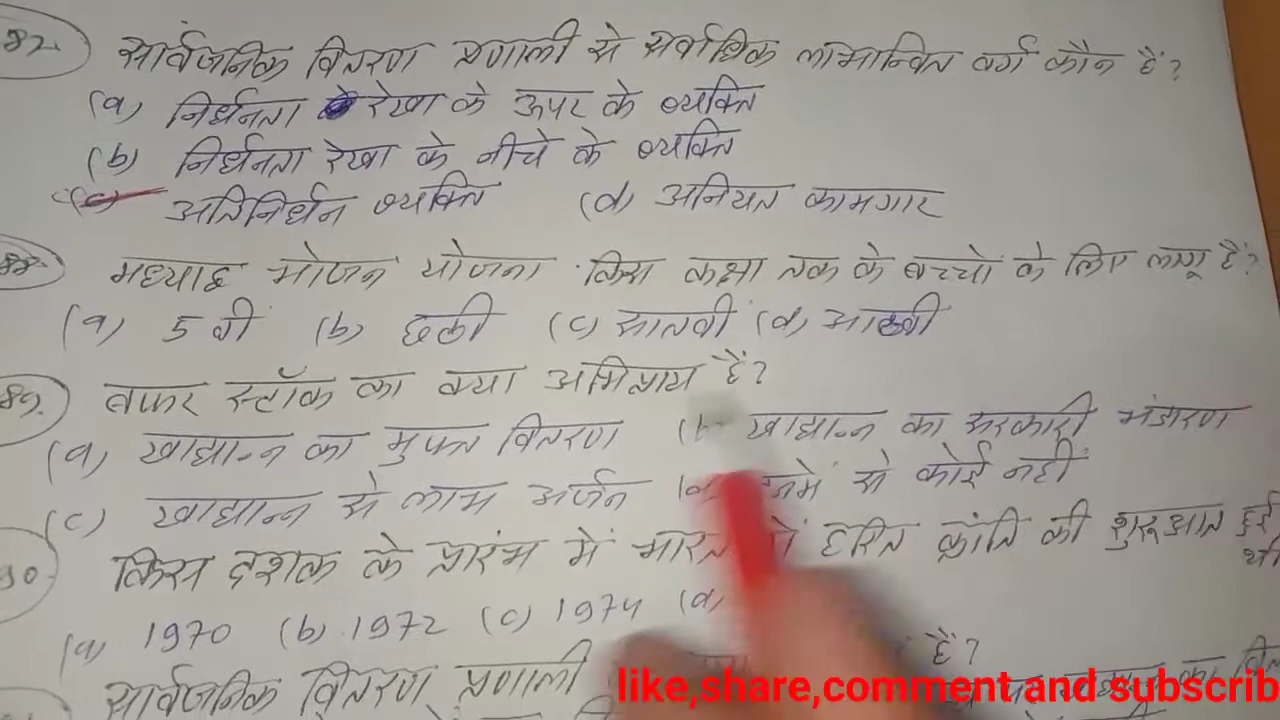 82.
सार्वजनिक वितरण प्रणाली से सर्वाधिक लाभान्वित वर्ग कौन हैं?
(a) निर्धनता रेखा के ऊपर के व्यक्ति
(b) निर्धनता रेखा के नीचे के व्यक्ति
(c) अतिनिर्धन व्यक्ति (d) अनियत कामगार
मध्याह्न भोजन योजना किस कक्षा तक के बच्चों के लिए लागू हैं?
(a) 5 वी (b) छठी (c) सातवी (d) आठवी
89. बफर स्टॉक का क्या अभिप्राय हैं?
(a) खाद्यान्न का मुफ्त वितरण (b) खाद्यान्न का सरकारी भंडारण
(c) खाद्यान्न से लाभ अर्जन (d) इनमें से कोई नहीं
90. किस दशक के प्रारंभ में भारत में हरित क्रांति की शुरूआत हुई थी
(a) 1970 (b) 1972 (c) 1974 (d)
सार्वजनिक वितरण प्रणाली हैं?
like,share,comment and subscrib